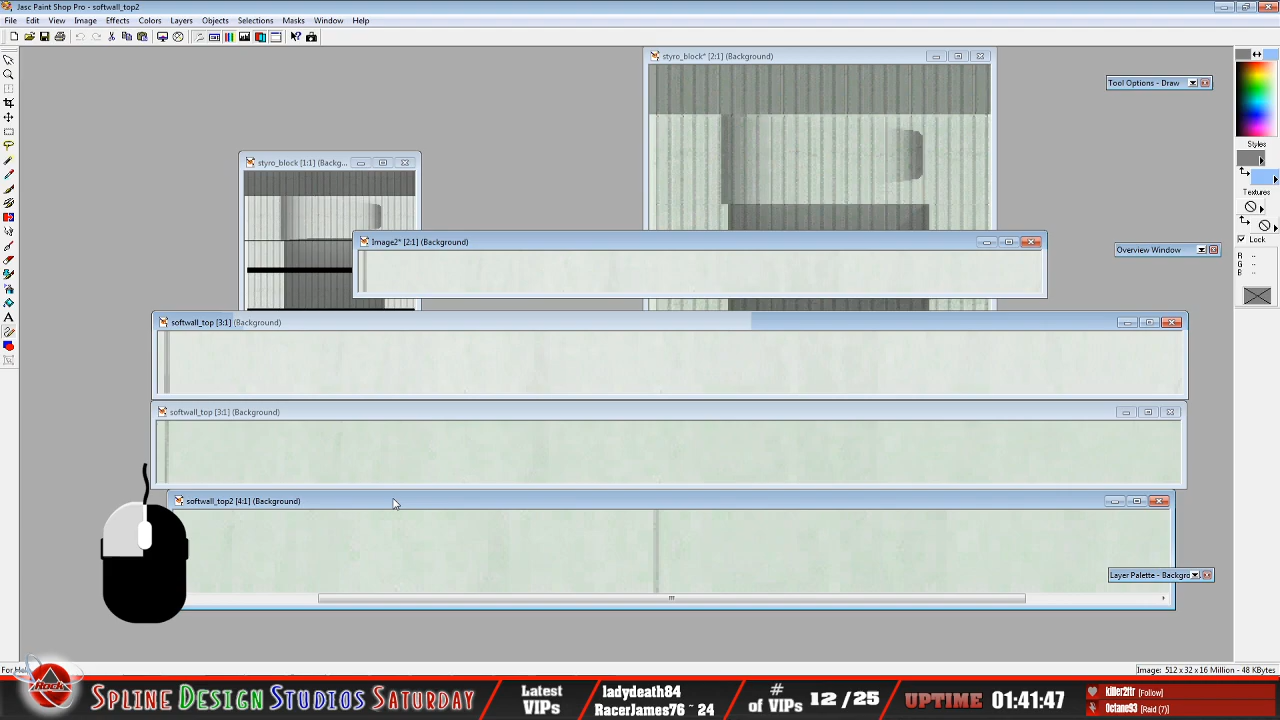 Jasc Paint Shop Pro - softwall_top2
File Edit View Image Effects Colors Layers Objects Selections Masks Window Help
styro_block* [2:1] (Background)
Tool Options - Draw
Styles
styro_block [1:1] (Backg...
Textures
Lock
Image2* [2:1] (Background)
Overview Window
R: --
G: --
B: --
softwall_top [3:1] (Background)
softwall_top [3:1] (Background)
softwall_top2 [4:1] (Background)
Layer Palette - Backgro
For He
Image: 512 x 32 x 16 Million - 48 KBytes
Rock
SPLINE DESIGN STUDIOS SATURDAY
Latest VIPs
ladydeath84
RacerJames76 ~ 24
# of VIPs
12 / 25
UPTIME
01:41:47
killer2lfr [Follow]
Octane93 [Raid (7)]